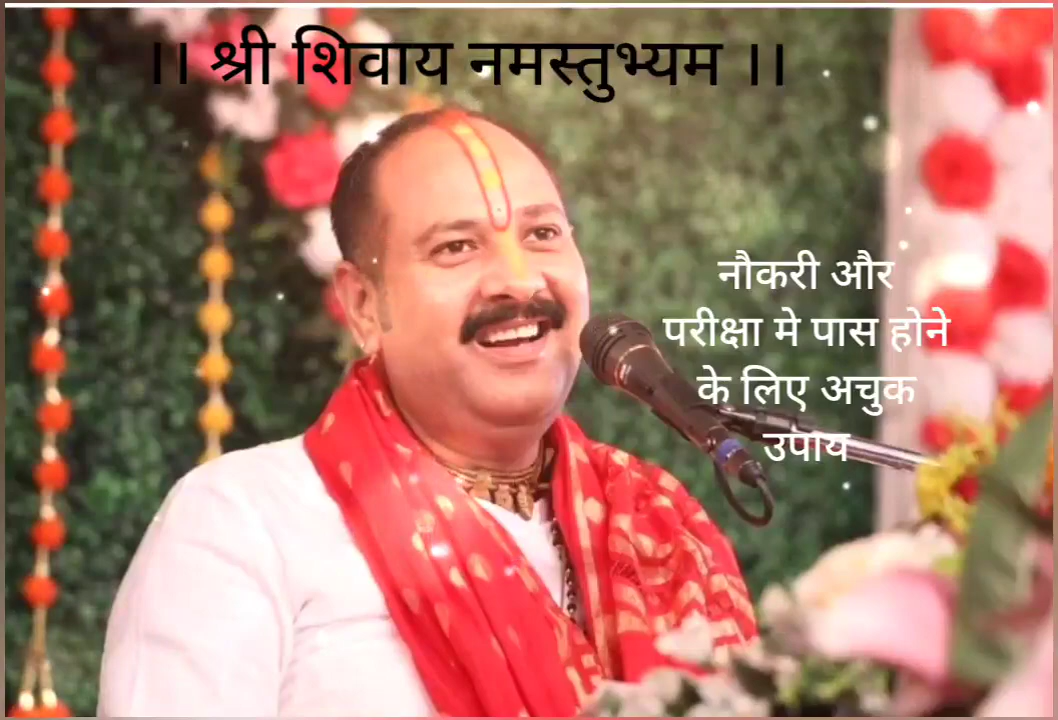 ।। श्री शिवाय नमस्तुभ्यम ।।
नौकरी और
परीक्षा मे पास होने
के लिए अचुक
उपाय